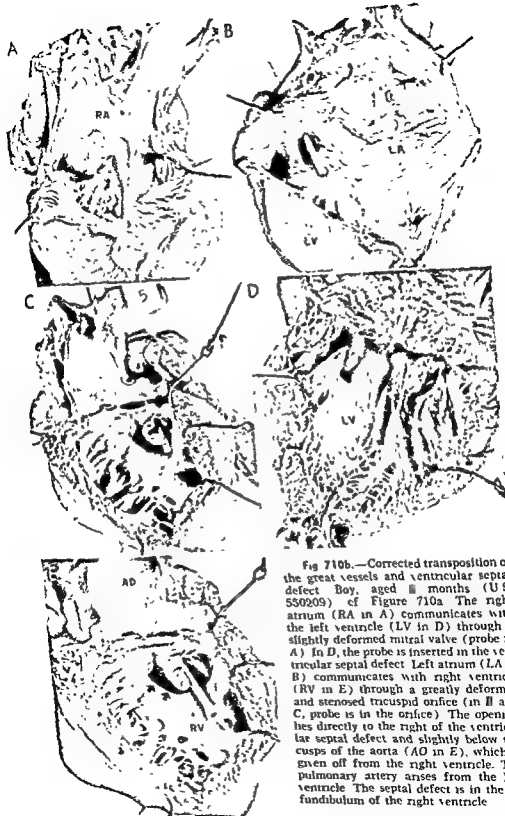 A
B
RA
LA
LV
C
5
D
LV
AD
RV
Fig 710b.—Corrected transposition o
the great vessels and ventricular septa
defect Boy, aged months (U S
550209) cf Figure 710a The righ
atrium (RA in A) communicates wit
the left ventricle (LV in D) through
slightly deformed mitral valve (probe
A) In D, the probe is inserted in the ve
tricular septal defect Left atrium (LA
B) communicates with right ventric
(RV in E) through a greatly deform
and stenosed tricuspid orifice (in a
C, probe is in the orifice) The openi
lies directly to the right of the ventric
lar septal defect and slightly below
cusps of the aorta (AO in E), which
given off from the right ventricle. T
pulmonary artery arises from the
ventricle The septal defect is in the
fundibulum of the right ventricle